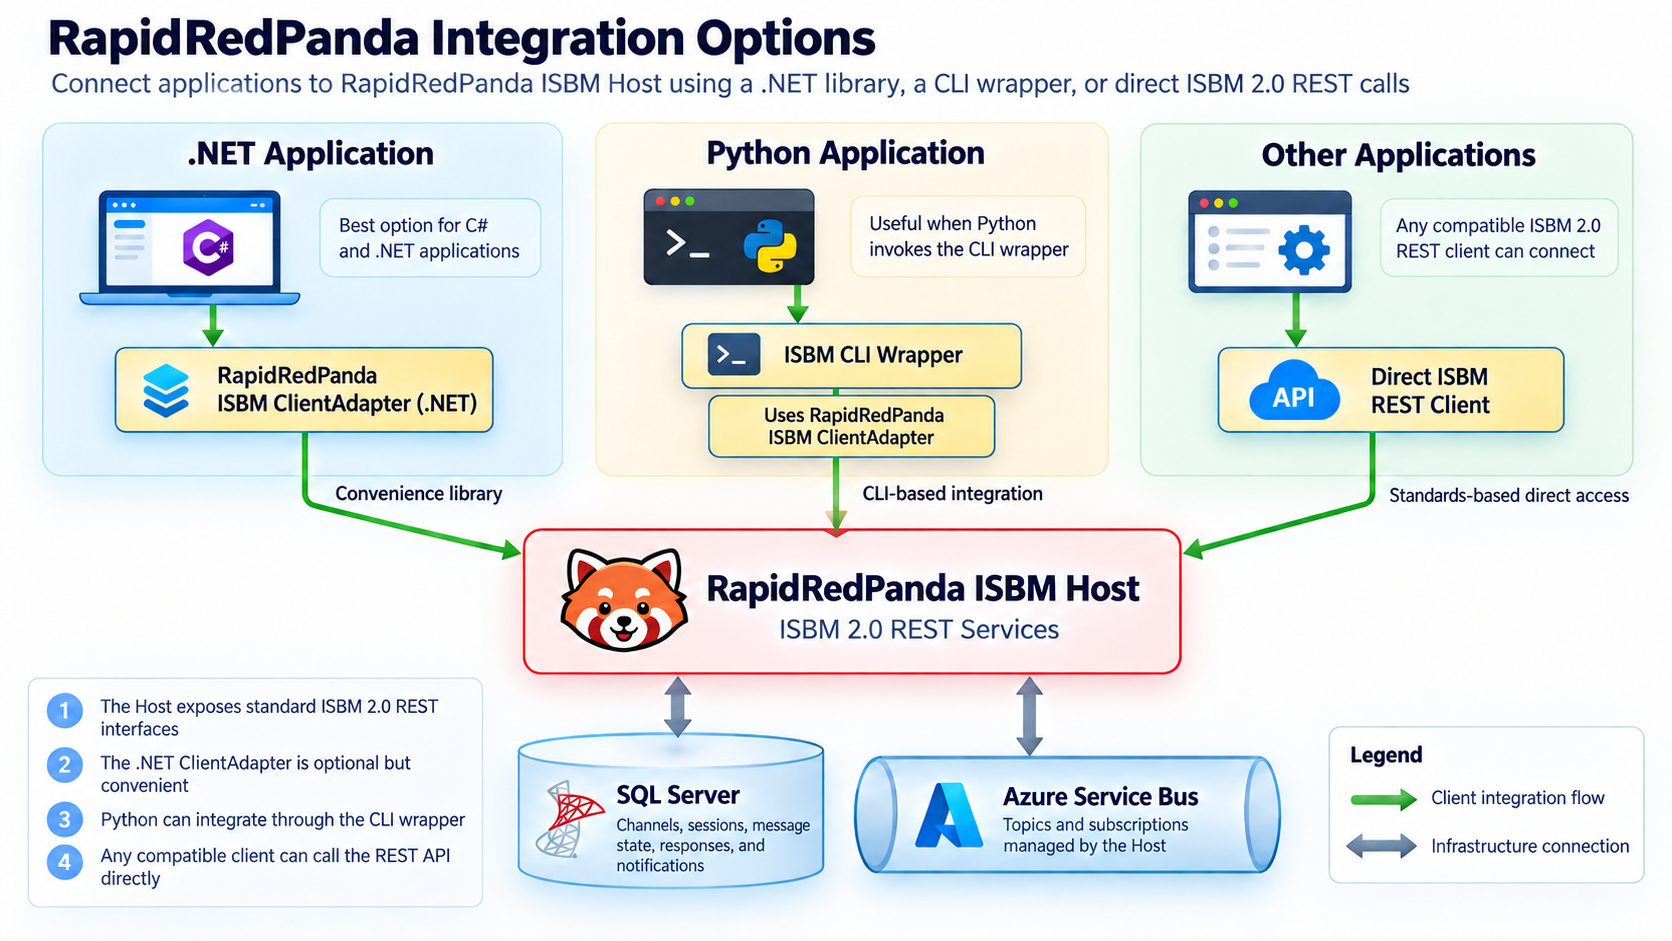 RapidRedPanda Integration Options
Connect applications to RapidRedPanda ISBM Host using a .NET library, a CLI wrapper, or direct ISBM 2.0 REST calls
.NET Application
C#
Best option for C#
and .NET applications
RapidRedPanda
ISBM ClientAdapter (.NET)
Convenience library
Python Application
>_
Useful when Python
invokes the CLI wrapper
>_
ISBM CLI Wrapper
Uses RapidRedPanda
ISBM ClientAdapter
CLI-based integration
Other Applications
Any compatible ISBM 2.0
REST client can connect
API
Direct ISBM
REST Client
Standards-based direct access
RapidRedPanda ISBM Host
ISBM 2.0 REST Services
1
The Host exposes standard ISBM 2.0 REST
interfaces
2
The .NET ClientAdapter is optional but
convenient
3
Python can integrate through the CLI wrapper
4
Any compatible client can call the REST API
directly
SQL Server
Channels, sessions, message
state, responses, and
notifications
Azure Service Bus
Topics and subscriptions
managed by the Host
Legend
Client integration flow
Infrastructure connection